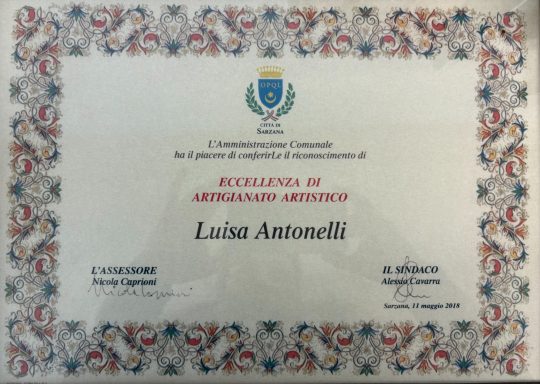 OPQL
CITTÀ DI
SARZANA
L'Amministrazione Comunale
ha il piacere di conferirLe il riconoscimento di
ECCELLENZA DI
ARTIGIANATO ARTISTICO
Luisa Antonelli
L'ASSESSORE
Nicola Caprioni
IL SINDACO
Alessio Cavarra
Sarzana, 11 maggio 2018